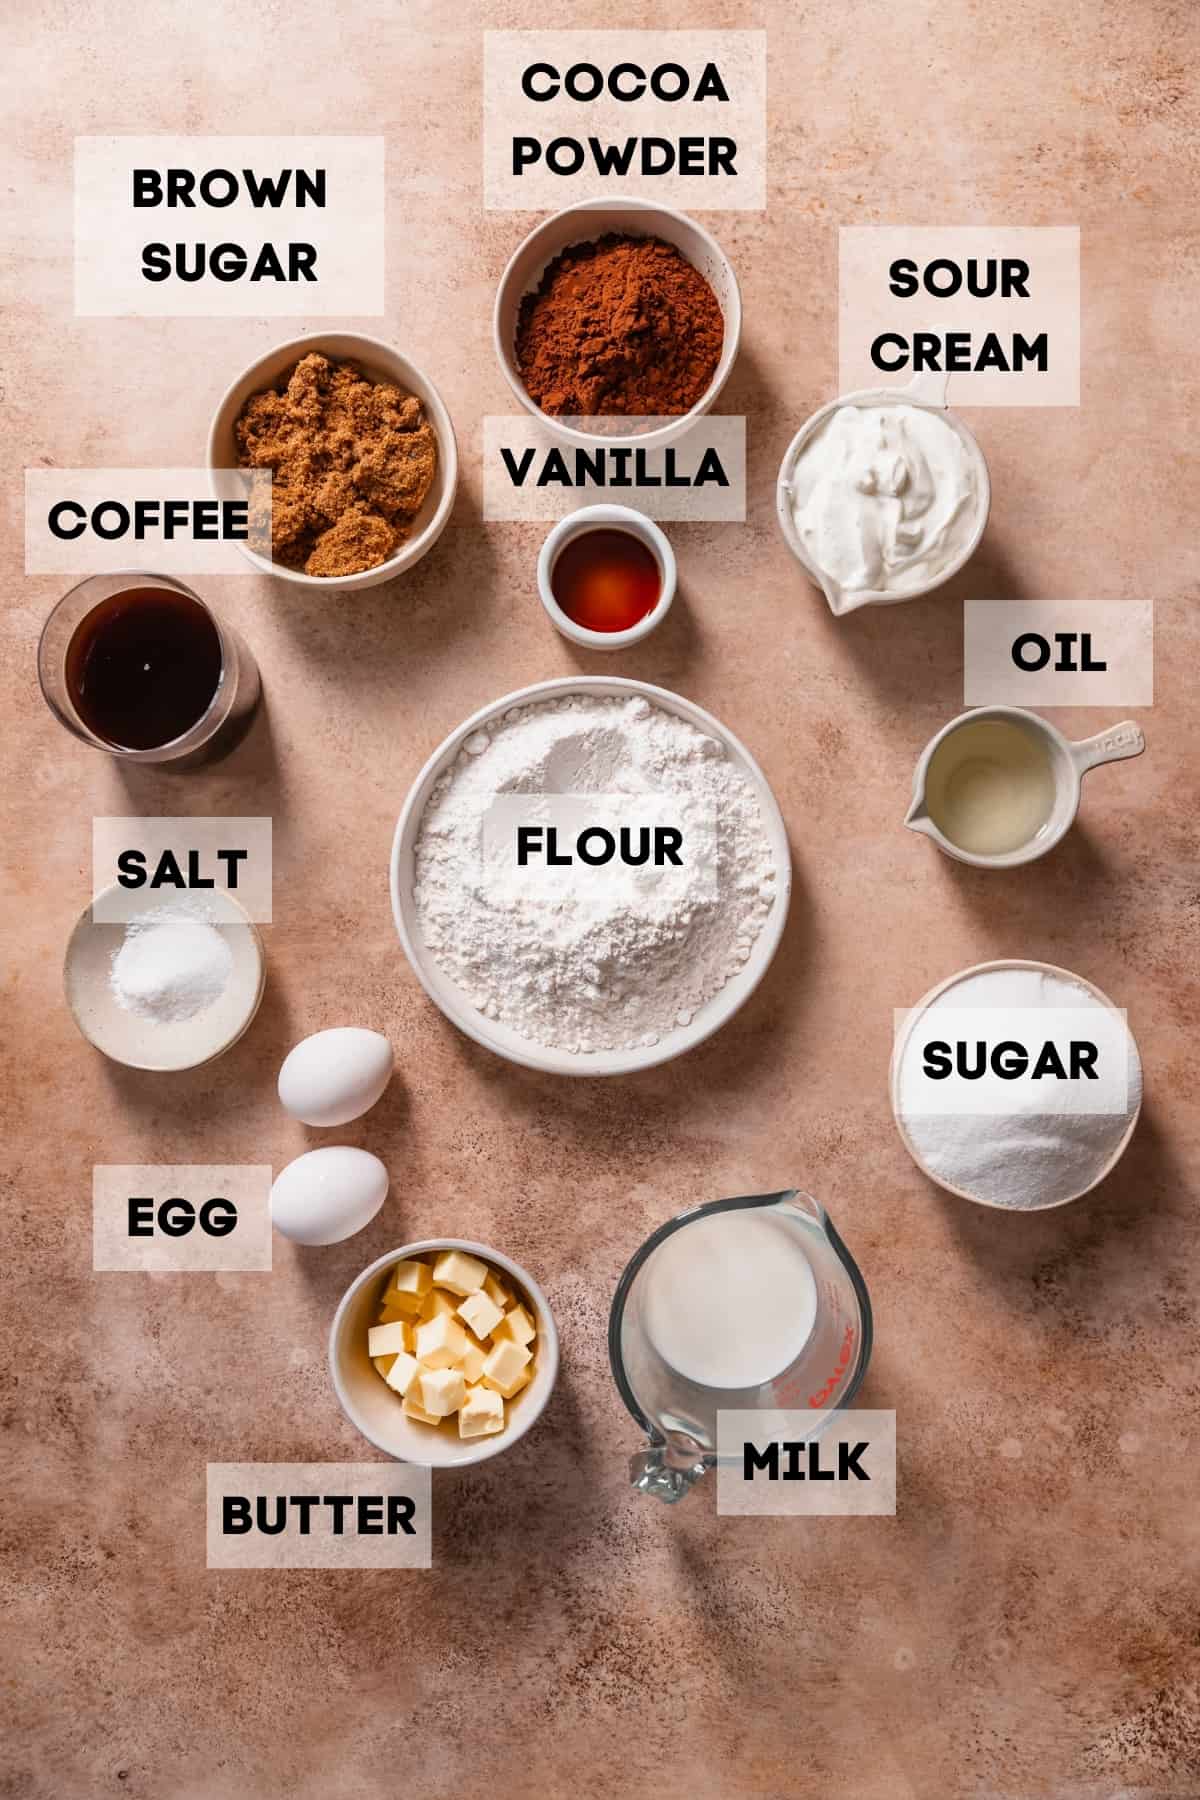 COCOA
POWDER
BROWN
SUGAR
SOUR
CREAM
VANILLA
COFFEE
OIL
FLOUR
SALT
SUGAR
EGG
MILK
BUTTER